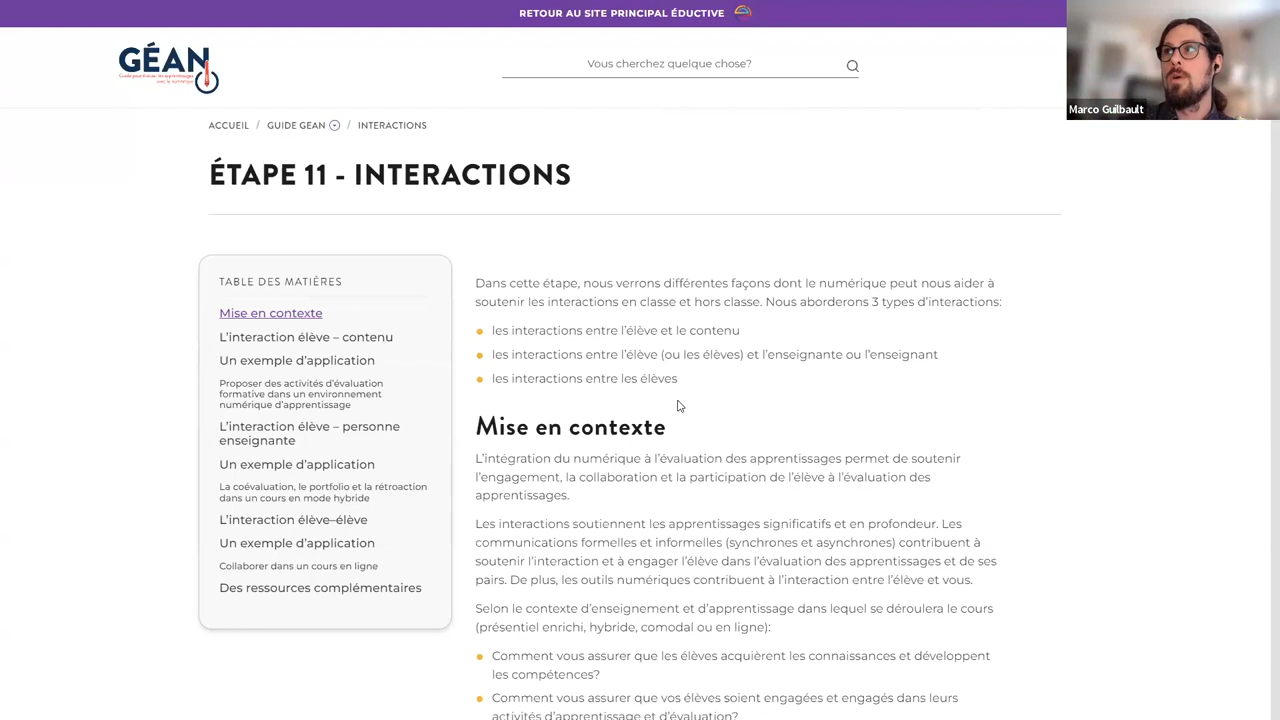 RETOUR AU SITE PRINCIPAL ÉDUCTIVE
GÉAN
Guide pour évaluer les apprentissages
avec le numérique
Vous cherchez quelque chose?
Marco Guilbault
ACCUEIL / GUIDE GEAN / INTERACTIONS
ÉTAPE 11 - INTERACTIONS
TABLE DES MATIÈRES
Mise en contexte
L'interaction élève – contenu
Un exemple d'application
Proposer des activités d'évaluation
formative dans un environnement
numérique d'apprentissage
L'interaction élève – personne
enseignante
Un exemple d'application
La coévaluation, le portfolio et la rétroaction
dans un cours en mode hybride
L'interaction élève–élève
Un exemple d'application
Collaborer dans un cours en ligne
Des ressources complémentaires
Dans cette étape, nous verrons différentes façons dont le numérique peut nous aider à
soutenir les interactions en classe et hors classe. Nous aborderons 3 types d'interactions:
les interactions entre l'élève et le contenu
les interactions entre l'élève (ou les élèves) et l'enseignante ou l'enseignant
les interactions entre les élèves
Mise en contexte
L'intégration du numérique à l'évaluation des apprentissages permet de soutenir
l'engagement, la collaboration et la participation de l'élève à l'évaluation des
apprentissages.
Les interactions soutiennent les apprentissages significatifs et en profondeur. Les
communications formelles et informelles (synchrones et asynchrones) contribuent à
soutenir l'interaction et à engager l'élève dans l'évaluation des apprentissages et de ses
pairs. De plus, les outils numériques contribuent à l'interaction entre l'élève et vous.
Selon le contexte d'enseignement et d'apprentissage dans lequel se déroulera le cours
(présentiel enrichi, hybride, comodal ou en ligne):
Comment vous assurer que les élèves acquièrent les connaissances et développent
les compétences?
Comment vous assurer que vos élèves soient engagées et engagés dans leurs
activités d'apprentissage et d'évaluation?